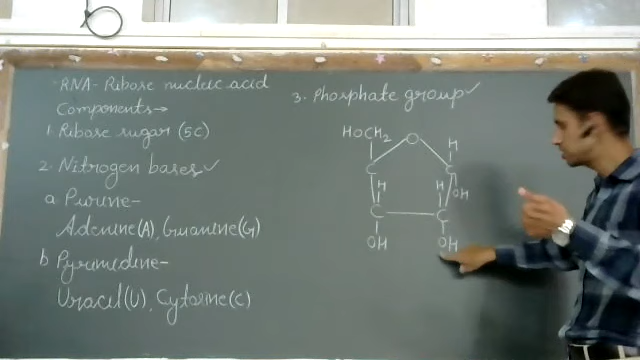 RNA - Ribose nucleic acid
Components →
1. Ribose sugar (5C)
2. Nitrogen bases ✓
a Purine -
Adenine(A), Guanine(G)
b Pyrimedine -
Uracil(U), Cytosine(C)
3. Phosphate group ✓
HOCH2 O H
C C
H H OH
C C
OH OH